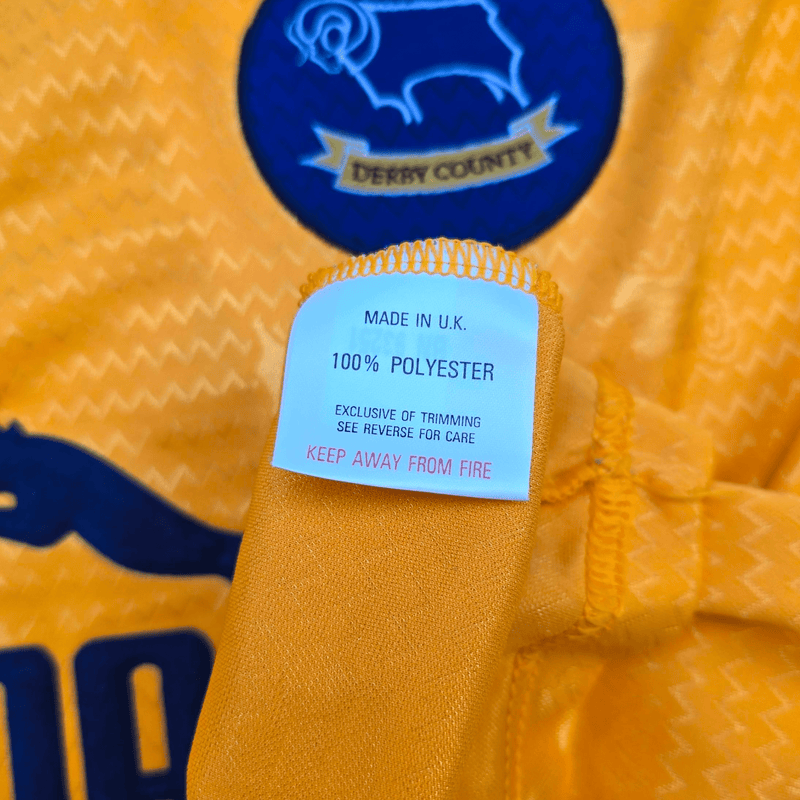 DERBY COUNTY
MADE IN U.K.
100% POLYESTER
EXCLUSIVE OF TRIMMING
SEE REVERSE FOR CARE
KEEP AWAY FROM FIRE